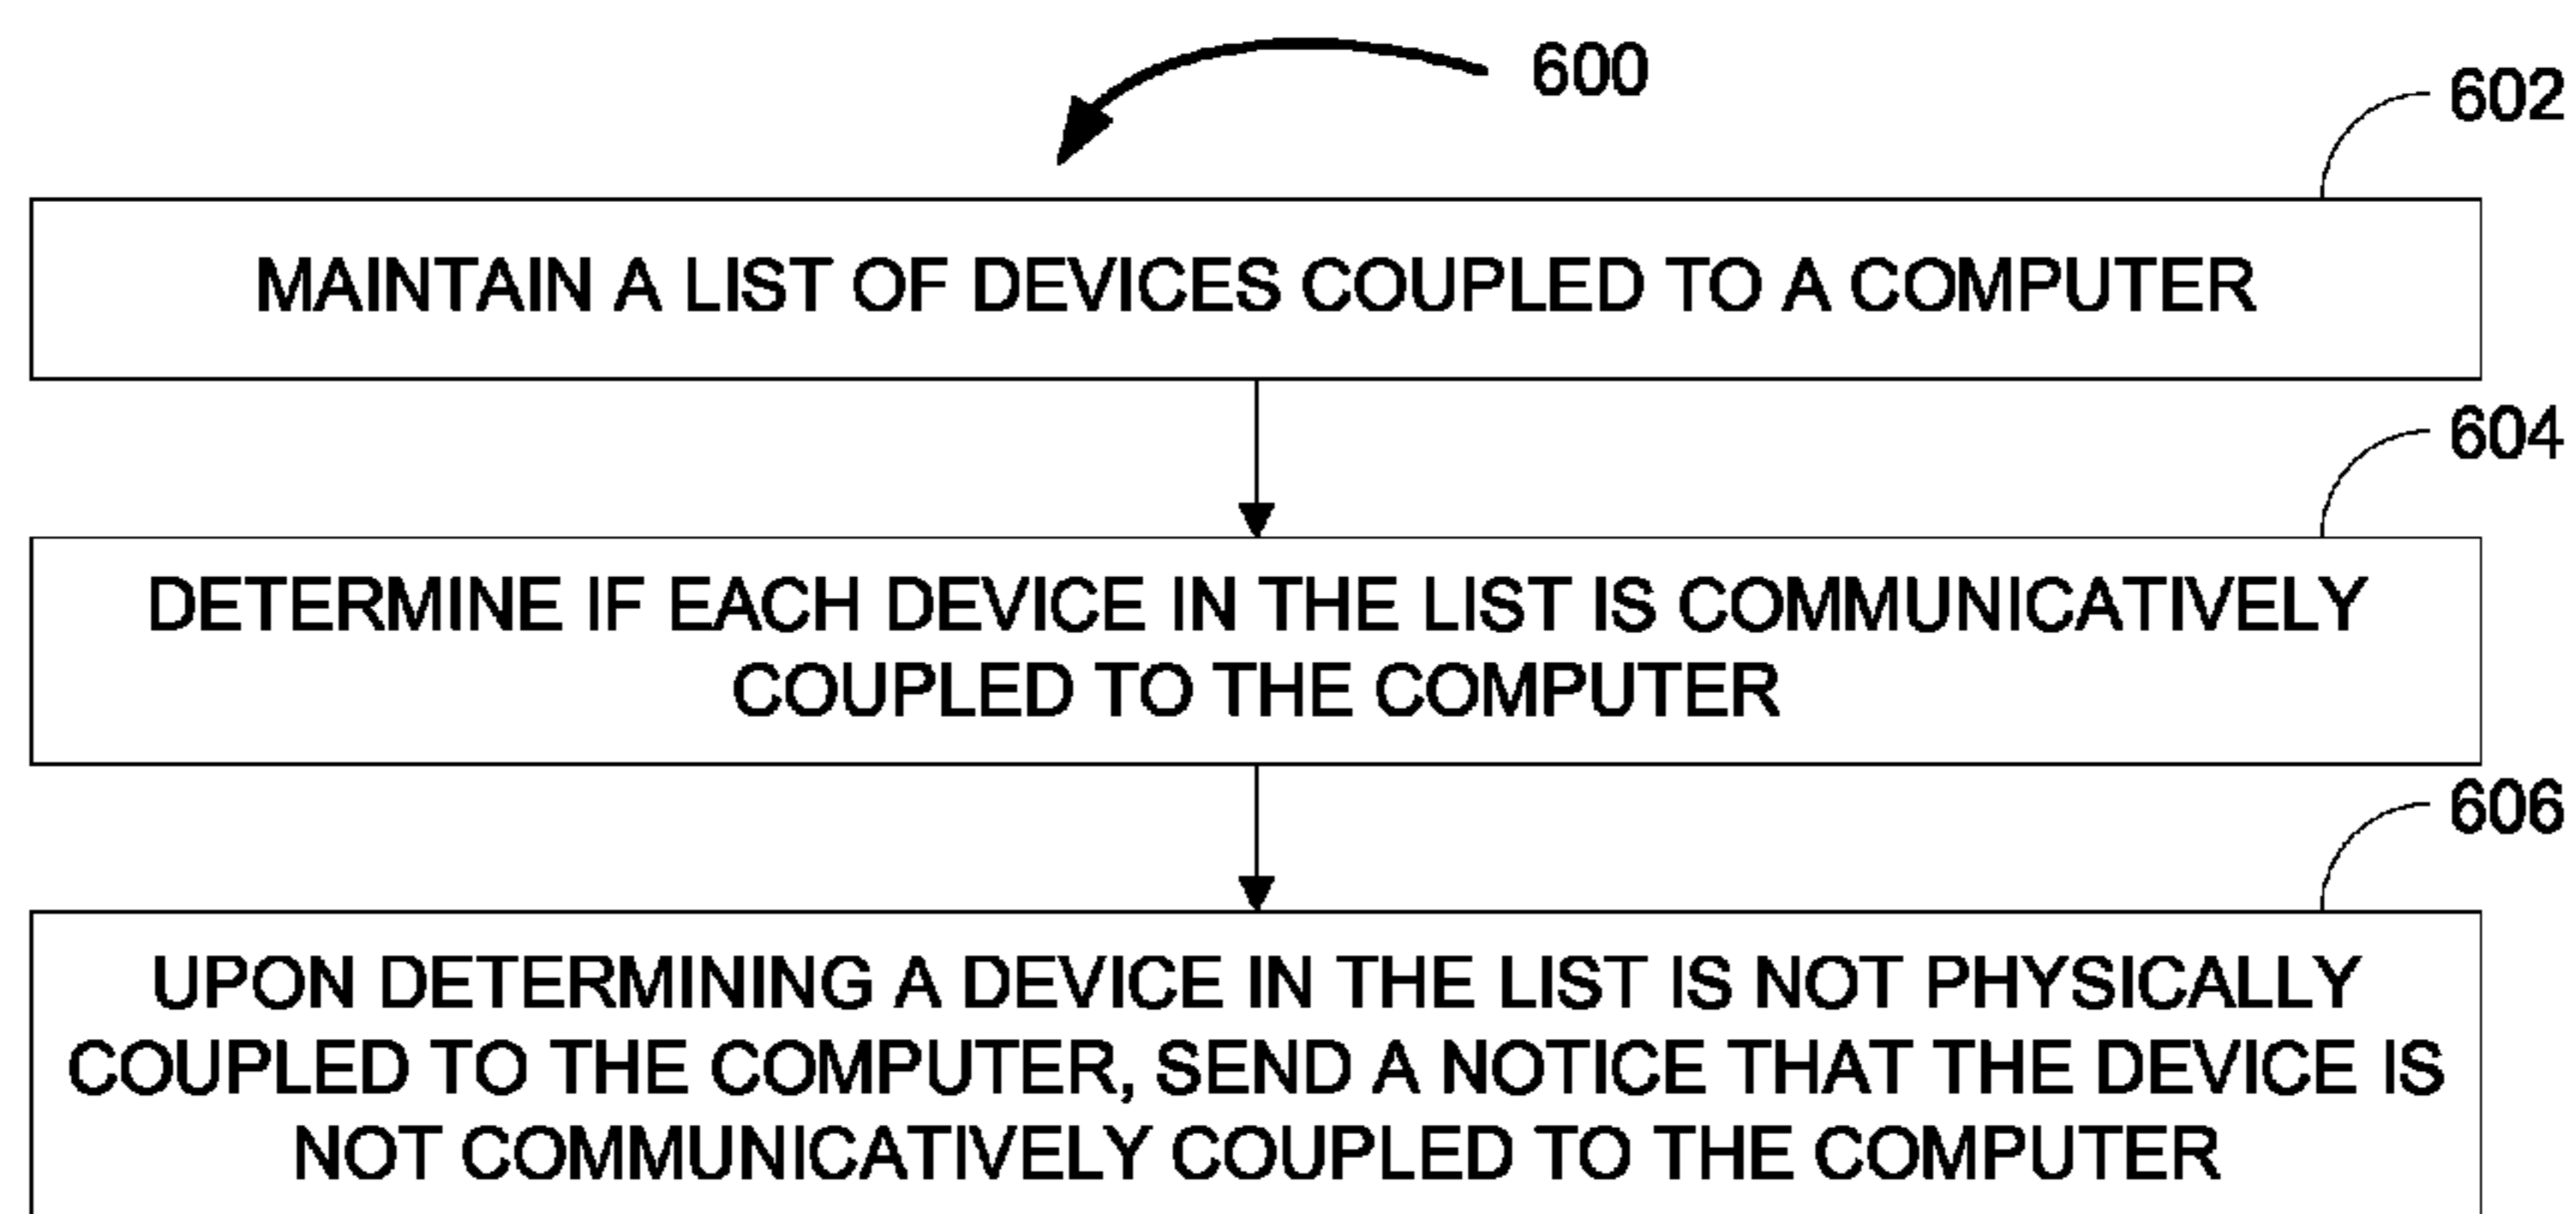 600
602
MAINTAIN A LIST OF DEVICES COUPLED TO A COMPUTER
604
DETERMINE IF EACH DEVICE IN THE LIST IS COMMUNICATIVELY
COUPLED TO THE COMPUTER
606
UPON DETERMINING A DEVICE IN THE LIST IS NOT PHYSICALLY
COUPLED TO THE COMPUTER, SEND A NOTICE THAT THE DEVICE IS
NOT COMMUNICATIVELY COUPLED TO THE COMPUTER